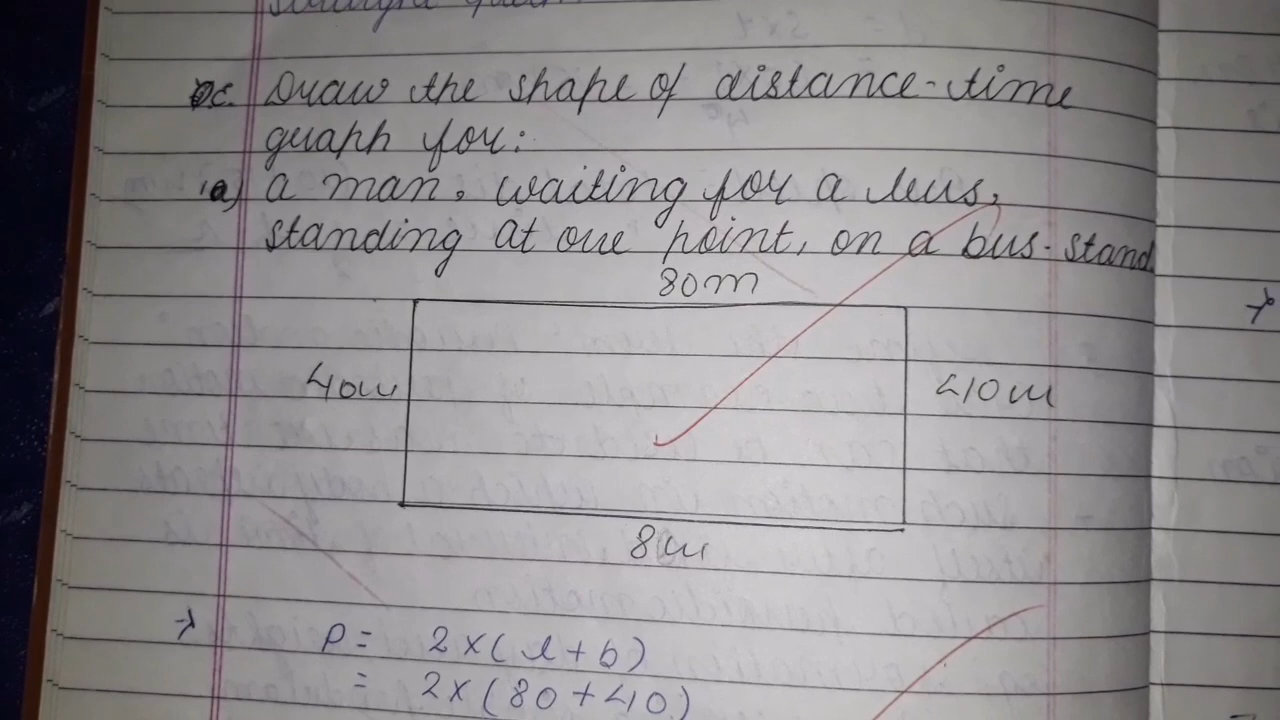 c. Draw the shape of distance-time
graph for:
(a) a man, waiting for a bus,
standing at one point, on a bus-stand
80m
40m
40m
80m
→ P = 2×(l+b)
= 2×(80+40)